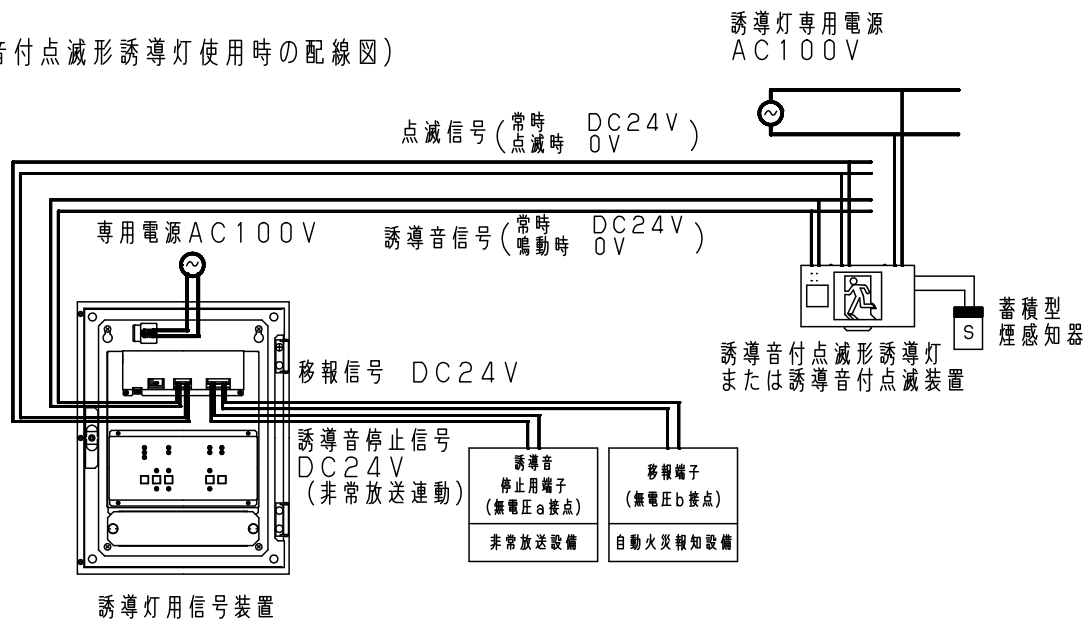 音付点滅形誘導灯使用時の配線図)
誘導灯専用電源
AC100V
点滅信号(常時 DC24V
点滅時 0V)
誘導音信号(常時 DC24V
鳴動時 0V)
専用電源AC100V
蓄積型
煙感知器
S
誘導音付点滅形誘導灯
または誘導音付点滅装置
移報信号 DC24V
誘導音停止信号
DC24V
(非常放送連動)
誘導音
停止用端子
(無電圧a接点)
非常放送設備
移報端子
(無電圧b接点)
自動火災報知設備
誘導灯用信号装置